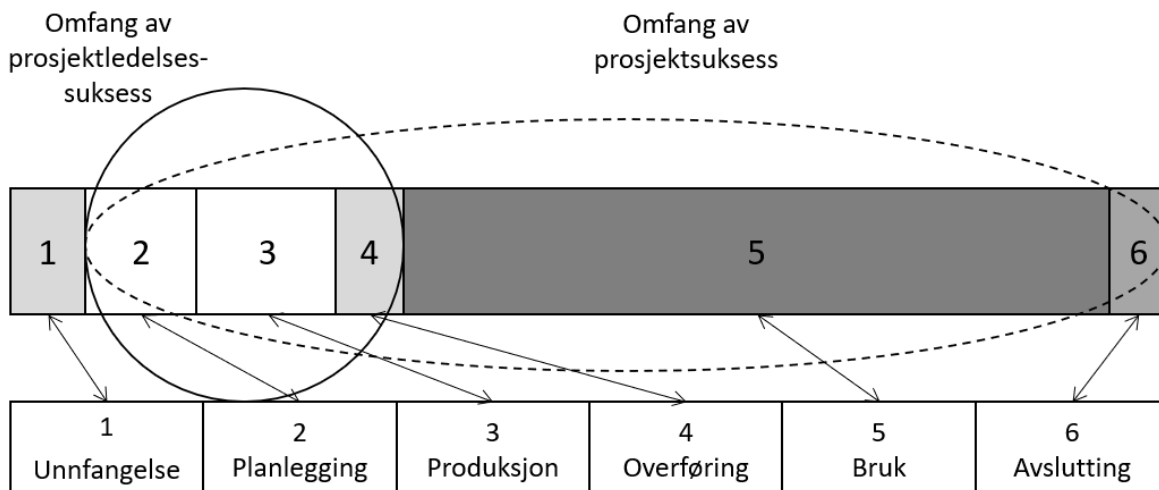 Omfang av
prosjektledelses-
suksess
Omfang av
prosjektsuksess
1
2
3
4
5
6
1
Unnfangelse
2
Planlegging
3
Produksjon
4
Overføring
5
Bruk
6
Avslutting